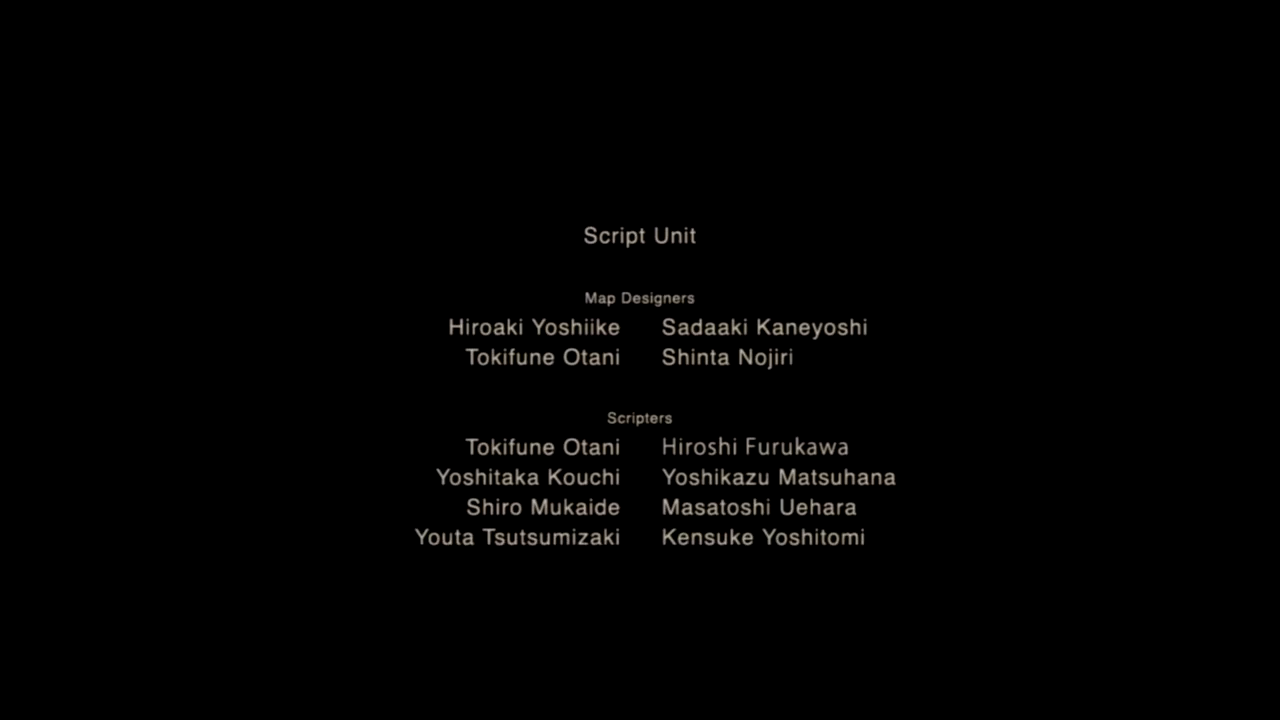 Script Unit
Map Designers
Hiroaki Yoshiike Sadaaki Kaneyoshi
Tokifune Otani Shinta Nojiri
Scripters
Tokifune Otani Hiroshi Furukawa
Yoshitaka Kouchi Yoshikazu Matsuhana
Shiro Mukaide Masatoshi Uehara
Youta Tsutsumizaki Kensuke Yoshitomi